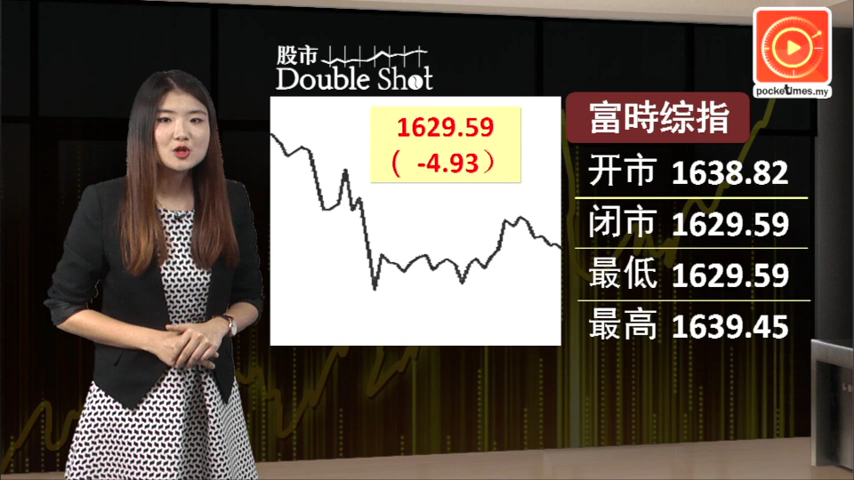 股市
Double Shot
pocketimes.my
1629.59
( -4.93）
富時综指
开市 1638.82
闭市 1629.59
最低 1629.59
最高 1639.45